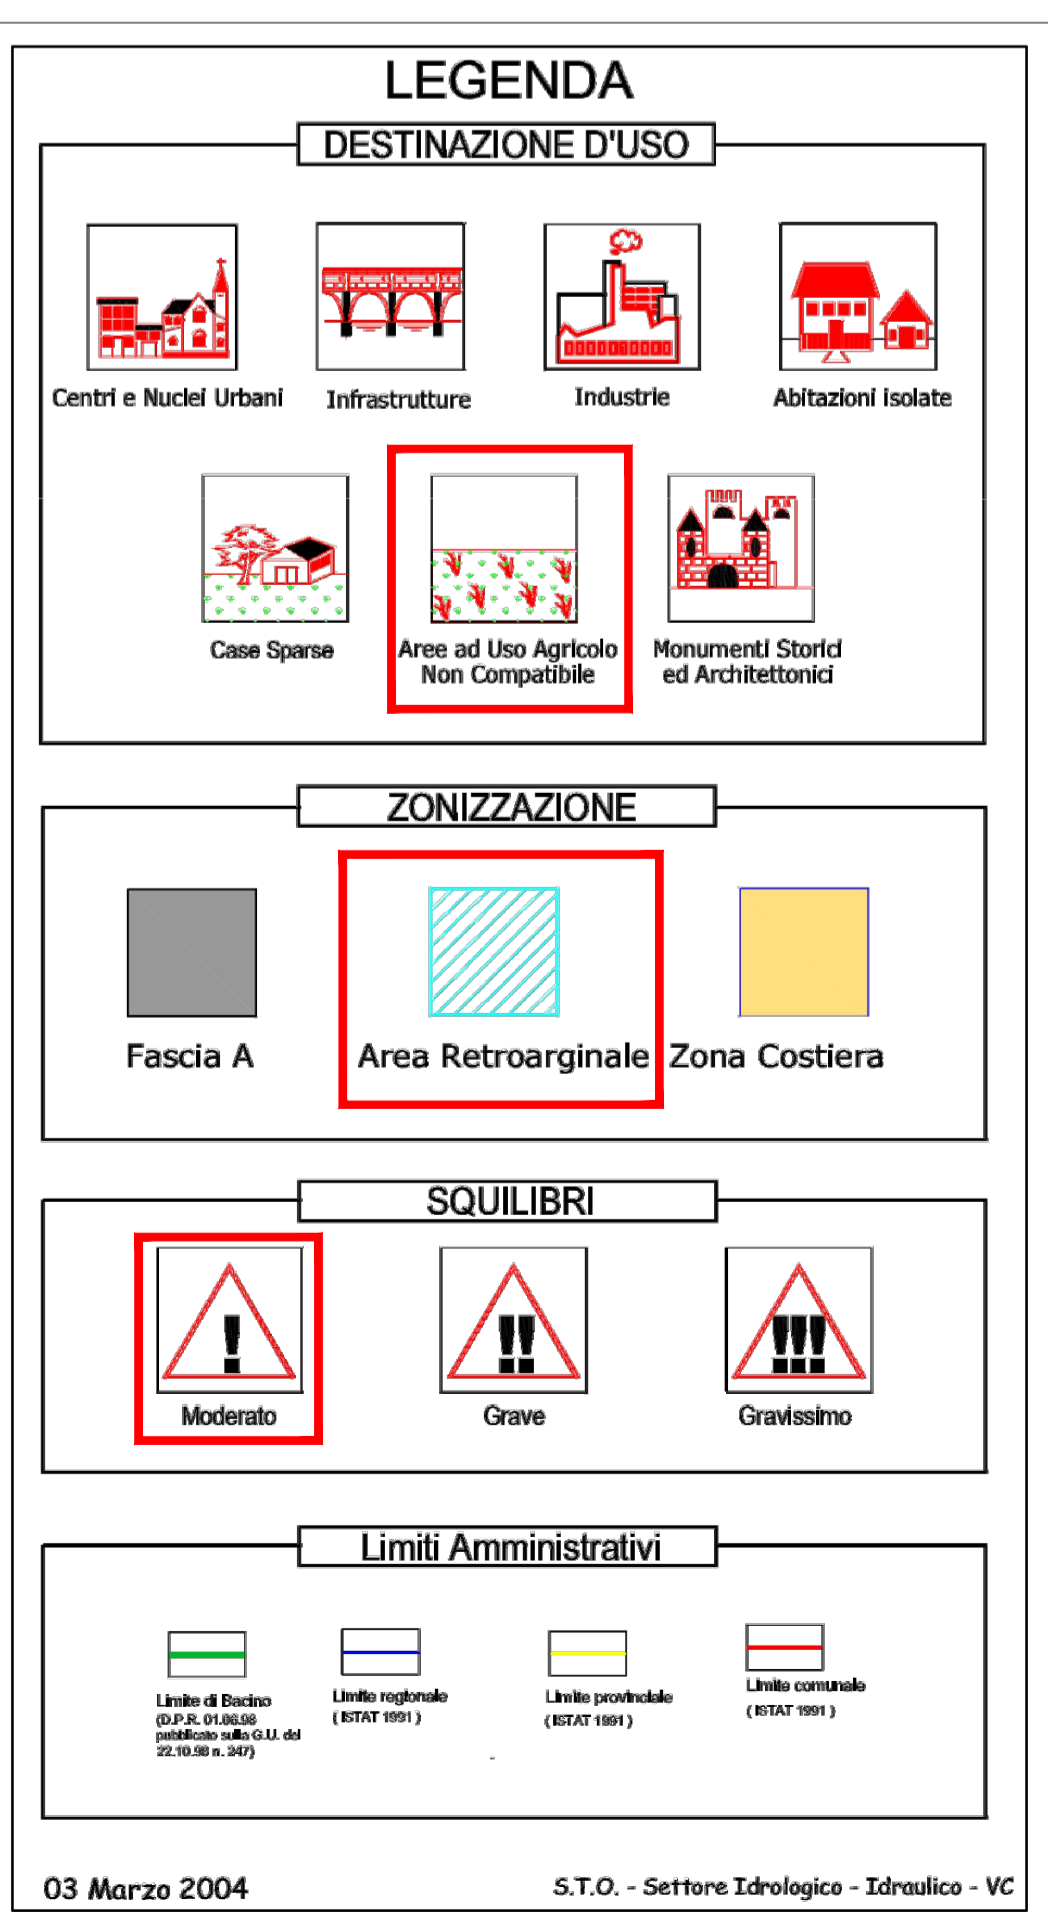 LEGENDA
DESTINAZIONE D'USO
Centri e Nuclei Urbani
Infrastrutture
Industrie
Abitazioni isolate
Case Sparse
Aree ad Uso Agricolo
Non Compatibile
Monumenti Storici
ed Architettonici
ZONIZZAZIONE
Fascia A
Area Retroarginale
Zona Costiera
SQUILIBRI
!
Moderato
!!
Grave
!!!
Gravissimo
Limiti Amministrativi
Limite di Bacino
(D.P.R. 01.06.98
pubblicato sulla G.U. del
22.10.98 n. 247)
Limite regionale
( ISTAT 1991 )
Limite provinciale
( ISTAT 1991 )
Limite comunale
( ISTAT 1991 )
03 Marzo 2004
S.T.O. - Settore Idrologico - Idraulico - VC